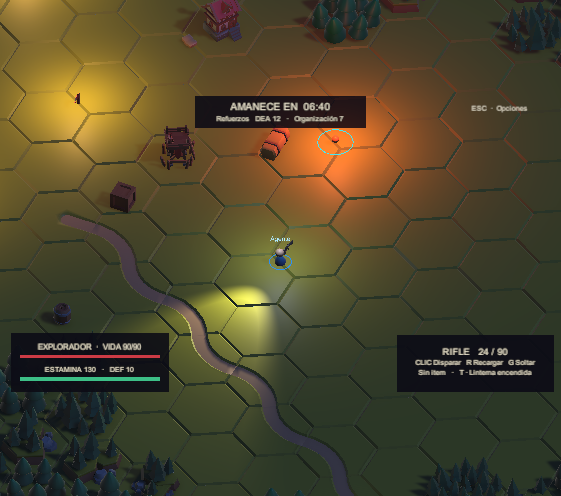 AMANECE EN 06:40
Refuerzos DEA 12 · Organización 7
ESC · Opciones
Agente
EXPLORADOR · VIDA 90/90
ESTAMINA 130 · DEF 10
RIFLE 24 / 90
CLIC Disparar R Recargar G Soltar
Sin item · T · Linterna encendida